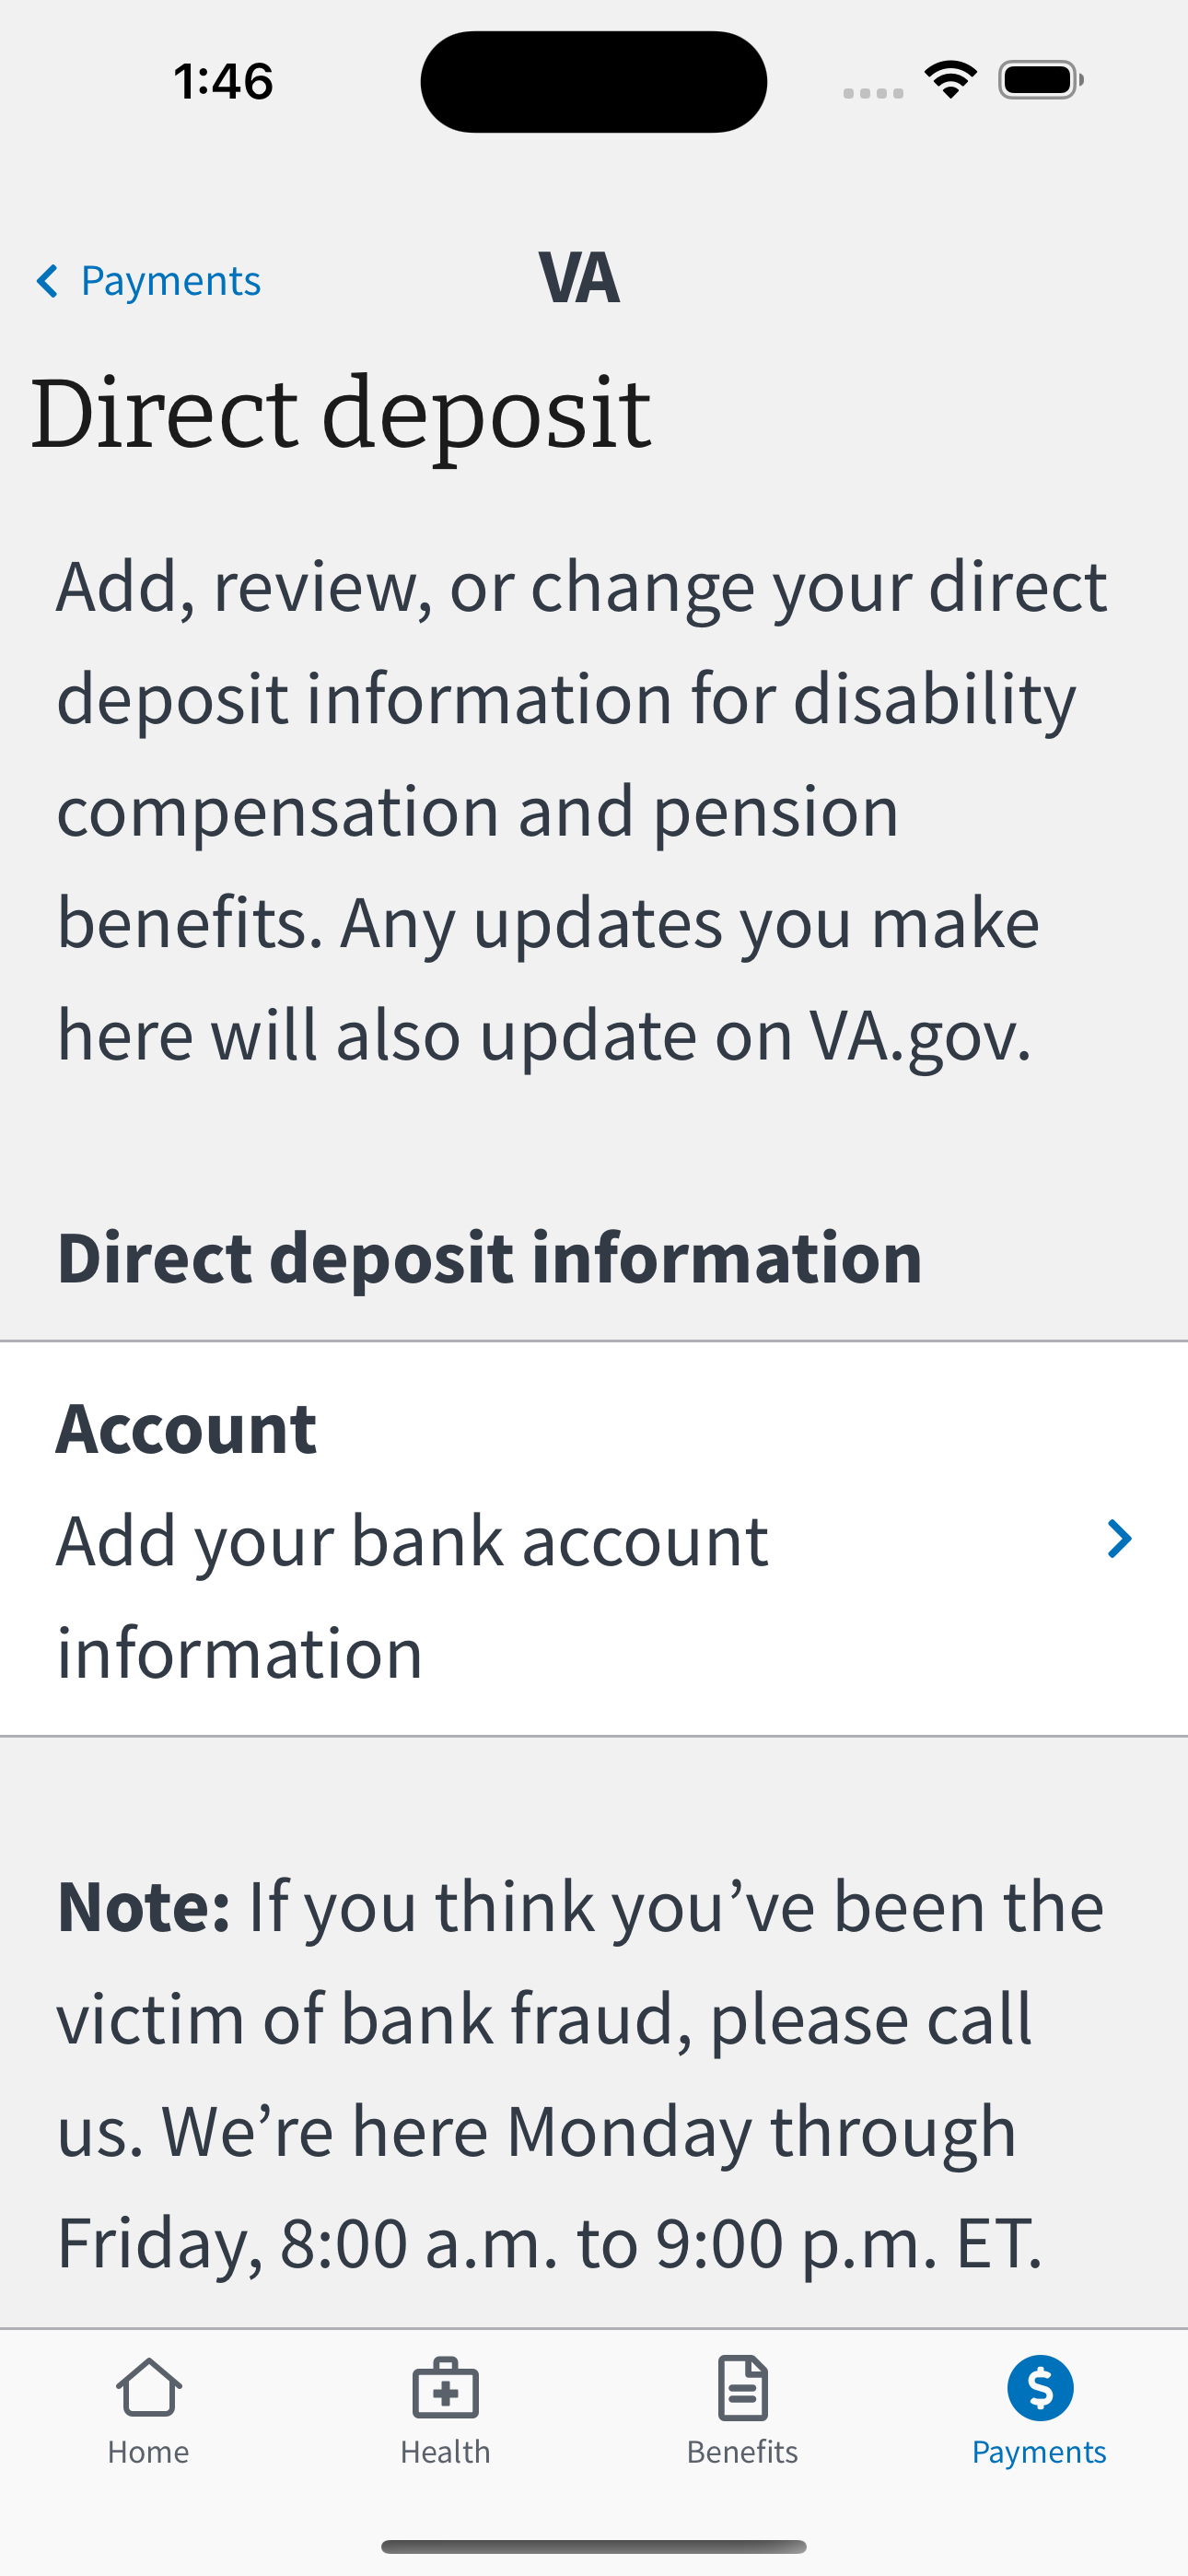 1:46
Payments
VA
Direct deposit
Add, review, or change your direct
deposit information for disability
compensation and pension
benefits. Any updates you make
here will also update on VA.gov.
Direct deposit information
Account
Add your bank account
information
Note: If you think you’ve been the
victim of bank fraud, please call
us. We’re here Monday through
Friday, 8:00 a.m. to 9:00 p.m. ET.
Home
Health
Benefits
Payments